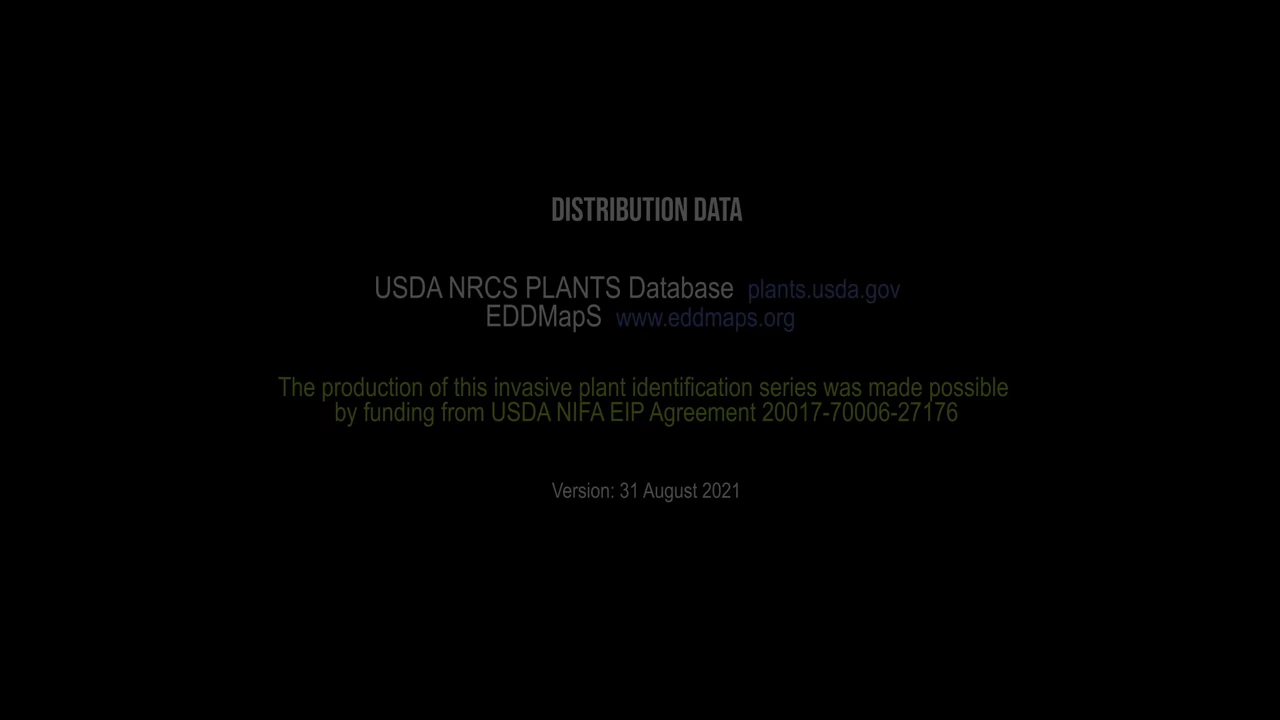 DISTRIBUTION DATA
USDA NRCS PLANTS Database plants.usda.gov
EDDMapS www.eddmaps.org
The production of this invasive plant identification series was made possible
by funding from USDA NIFA EIP Agreement 20017-70006-27176
Version: 31 August 2021